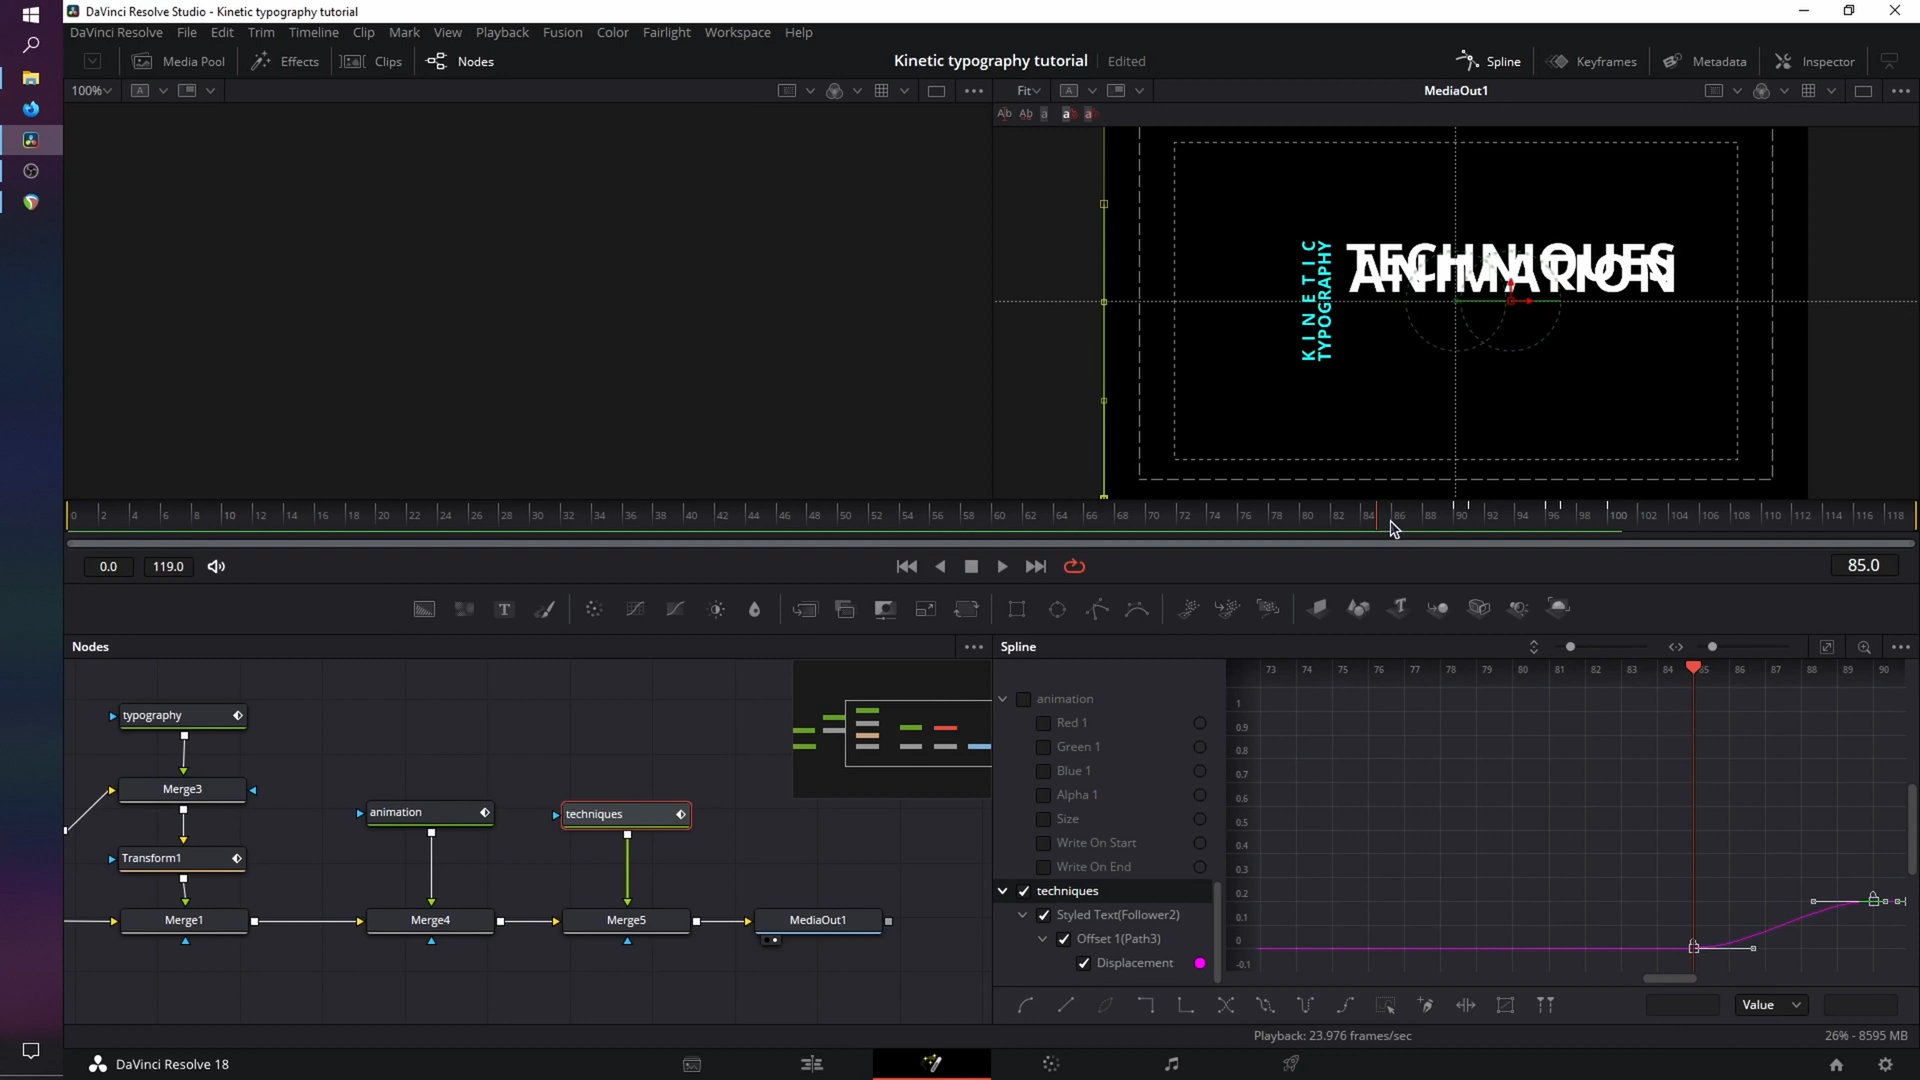 DaVinci Resolve Studio - Kinetic typography tutorial
DaVinci Resolve File Edit Trim Timeline Clip Mark View Playback Fusion Color Fairlight Workspace Help
Media Pool Effects Clips Nodes Kinetic typography tutorial Edited Spline Keyframes Metadata Inspector
100% A Fit A MediaOut1
KINETIC
TYPOGRAPHY
TECHNIQUES
ANIMATION
0 2 4 6 8 10 12 14 16 18 20 22 24 26 28 30 32 34 36 38 40 42 44 46 48 50 52 54 56 58 60 62 64 66 68 70 72 74 76 78 80 82 84 86 88 90 92 94 96 98 100 102 104 106 108 110 112 114 116 118
0.0 119.0 85.0
Nodes
Spline
73 74 75 76 77 78 79 80 81 82 83 84 85 86 87 88 89 90
typography
Merge3
Transform1
Merge1
animation
Merge4
techniques
Merge5
MediaOut1
animation
Red 1
Green 1
Blue 1
Alpha 1
Size
Write On Start
Write On End
techniques
Styled Text(Follower2)
Offset 1(Path3)
Displacement
1
0.9
0.8
0.7
0.6
0.5
0.4
0.3
0.2
0.1
0
-0.1
Value
Playback: 23.976 frames/sec 26% - 8595 MB
DaVinci Resolve 18